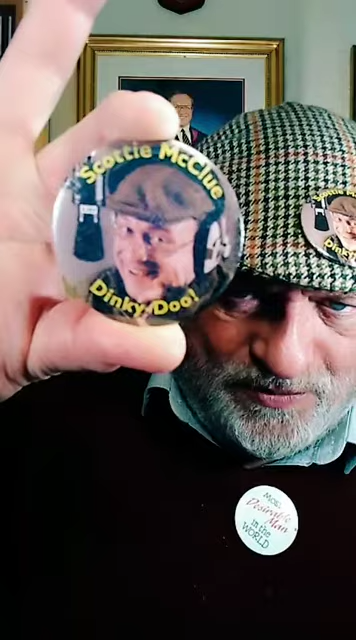 Scottie McClue
Dinky-Doo!
Most
Desirable
Man
in the
WORLD